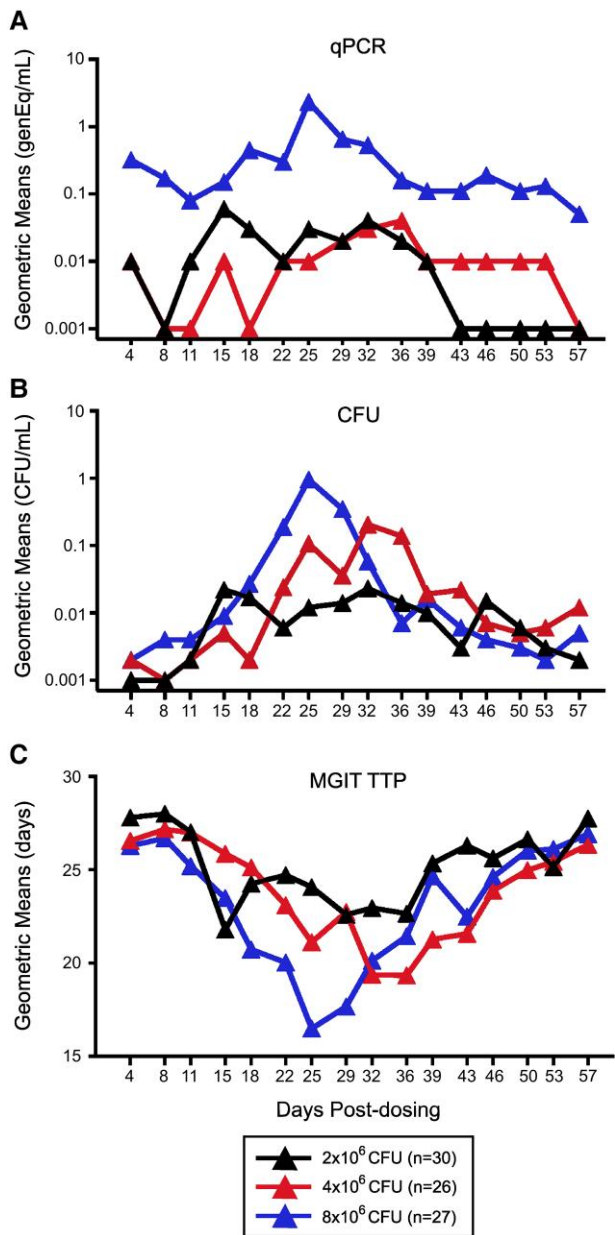 A
qPCR
Geometric Means (genEq/mL)
10
1
0.1
0.01
0.001
4 8 11 15 18 22 25 29 32 36 39 43 46 50 53 57
B
CFU
Geometric Means (CFU/mL)
10
1
0.1
0.01
0.001
4 8 11 15 18 22 25 29 32 36 39 43 46 50 53 57
C
MGIT TTP
Geometric Means (days)
30
25
20
15
4 8 11 15 18 22 25 29 32 36 39 43 46 50 53 57
Days Post-dosing
2x10⁶ CFU (n=30)
4x10⁶ CFU (n=26)
8x10⁶ CFU (n=27)